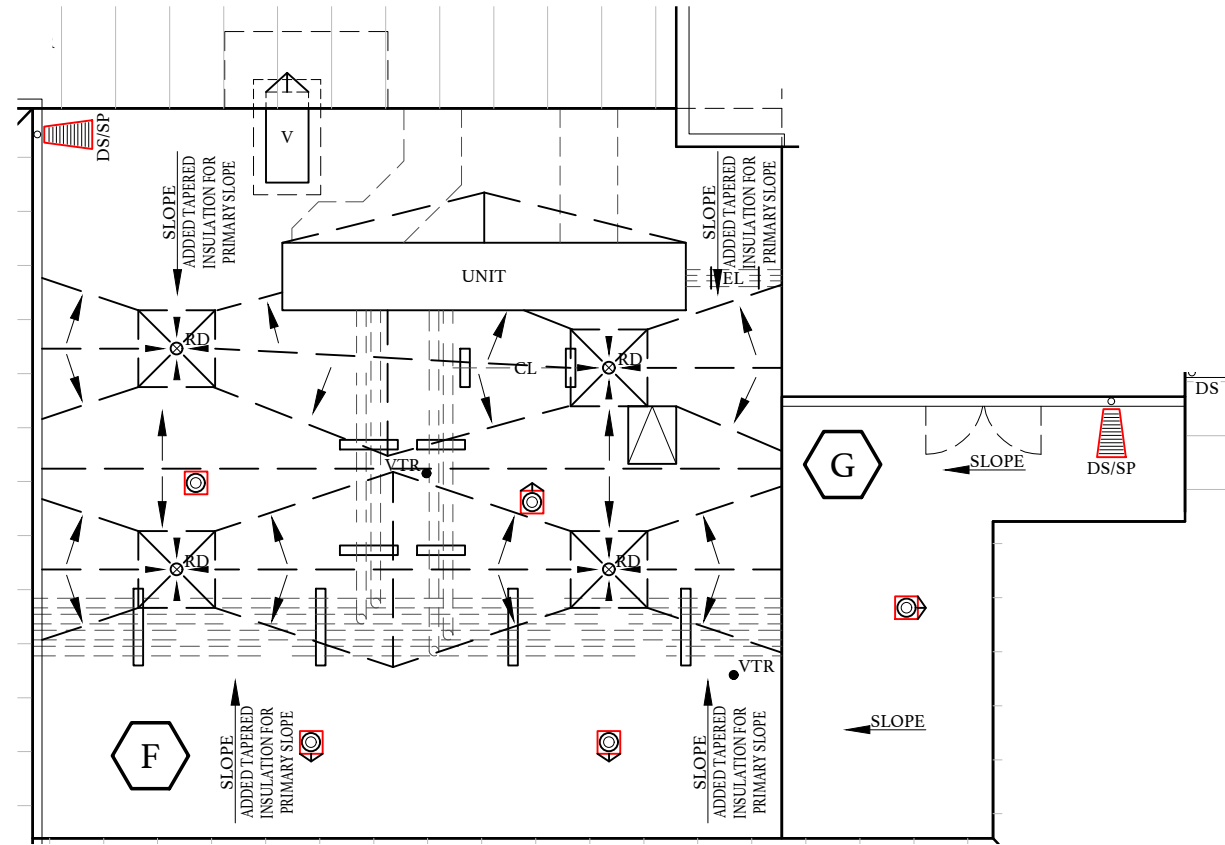 DS/SP
V
SLOPE
ADDED TAPERED
INSULATION FOR
PRIMARY SLOPE
SLOPE
ADDED TAPERED
INSULATION FOR
PRIMARY SLOPE
UNIT
EL
RD
RD
CL
DS
VTR
G
SLOPE
DS/SP
RD
RD
VTR
F
SLOPE
ADDED TAPERED
INSULATION FOR
PRIMARY SLOPE
SLOPE
ADDED TAPERED
INSULATION FOR
PRIMARY SLOPE
SLOPE